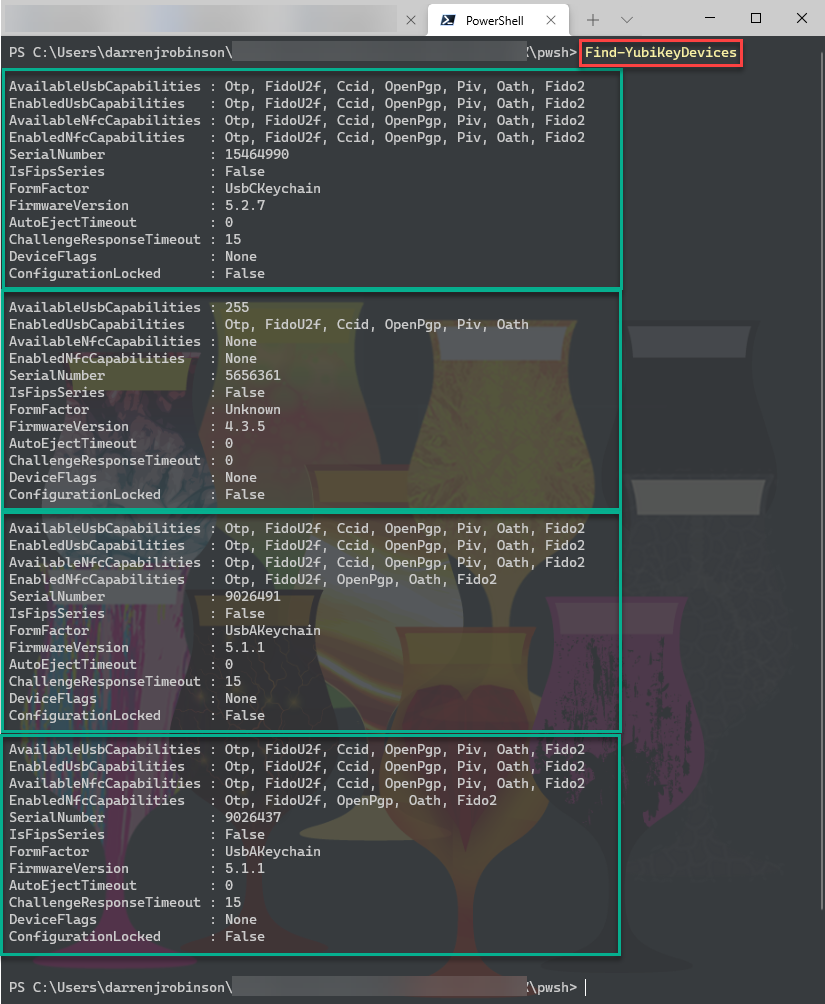 PowerShell
PS C:\Users\darrenjrobinson\ \pwsh> Find-YubiKeyDevices
AvailableUsbCapabilities : Otp, FidoU2f, Ccid, OpenPgp, Piv, Oath, Fido2
EnabledUsbCapabilities : Otp, FidoU2f, Ccid, OpenPgp, Piv, Oath, Fido2
AvailableNfcCapabilities : Otp, FidoU2f, Ccid, OpenPgp, Piv, Oath, Fido2
EnabledNfcCapabilities : Otp, FidoU2f, Ccid, OpenPgp, Piv, Oath, Fido2
SerialNumber : 15464990
IsFipsSeries : False
FormFactor : UsbCKeychain
FirmwareVersion : 5.2.7
AutoEjectTimeout : 0
ChallengeResponseTimeout : 15
DeviceFlags : None
ConfigurationLocked : False
AvailableUsbCapabilities : 255
EnabledUsbCapabilities : Otp, FidoU2f, Ccid, OpenPgp, Piv, Oath
AvailableNfcCapabilities : None
EnabledNfcCapabilities : None
SerialNumber : 5656361
IsFipsSeries : False
FormFactor : Unknown
FirmwareVersion : 4.3.5
AutoEjectTimeout : 0
ChallengeResponseTimeout : 0
DeviceFlags : None
ConfigurationLocked : False
AvailableUsbCapabilities : Otp, FidoU2f, Ccid, OpenPgp, Piv, Oath, Fido2
EnabledUsbCapabilities : Otp, FidoU2f, Ccid, OpenPgp, Piv, Oath, Fido2
AvailableNfcCapabilities : Otp, FidoU2f, Ccid, OpenPgp, Piv, Oath, Fido2
EnabledNfcCapabilities : Otp, FidoU2f, OpenPgp, Oath, Fido2
SerialNumber : 9026491
IsFipsSeries : False
FormFactor : UsbAKeychain
FirmwareVersion : 5.1.1
AutoEjectTimeout : 0
ChallengeResponseTimeout : 15
DeviceFlags : None
ConfigurationLocked : False
AvailableUsbCapabilities : Otp, FidoU2f, Ccid, OpenPgp, Piv, Oath, Fido2
EnabledUsbCapabilities : Otp, FidoU2f, Ccid, OpenPgp, Piv, Oath, Fido2
AvailableNfcCapabilities : Otp, FidoU2f, Ccid, OpenPgp, Piv, Oath, Fido2
EnabledNfcCapabilities : Otp, FidoU2f, OpenPgp, Oath, Fido2
SerialNumber : 9026437
IsFipsSeries : False
FormFactor : UsbAKeychain
FirmwareVersion : 5.1.1
AutoEjectTimeout : 0
ChallengeResponseTimeout : 15
DeviceFlags : None
ConfigurationLocked : False
PS C:\Users\darrenjrobinson\ \pwsh>